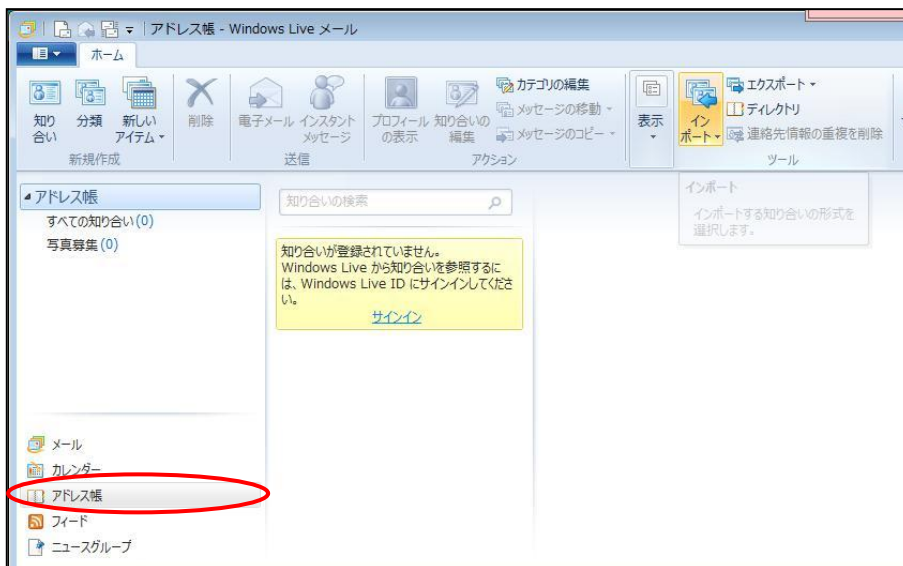 アドレス帳 - Windows Live メール
ホーム
知り合い
分類
新しいアイテム
削除
電子メール
インスタント メッセージ
プロフィールの表示
知り合いの編集
カテゴリの編集
メッセージの移動
メッセージのコピー
表示
インポート
エクスポート
ディレクトリ
連絡先情報の重複を削除
新規作成
送信
アクション
ツール
アドレス帳
すべての知り合い (0)
写真募集 (0)
知り合いの検索
知り合いが登録されていません。
Windows Live から知り合いを参照するに
は、Windows Live ID にサインインしてくださ
い。
サインイン
インポート
インポートする知り合いの形式を
選択します。
メール
カレンダー
アドレス帳
フィード
ニュースグループ